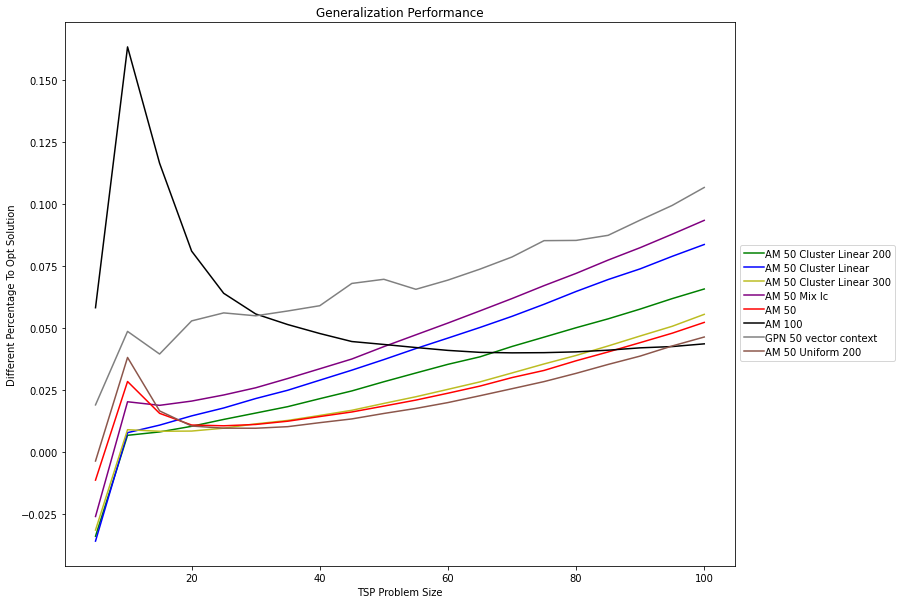 Generalization Performance
0.150
0.125
0.100
0.075
0.050
0.025
0.000
−0.025
Different Percentage To Opt Solution
20
40
60
80
100
TSP Problem Size
AM 50 Cluster Linear 200
AM 50 Cluster Linear
AM 50 Cluster Linear 300
AM 50 Mix lc
AM 50
AM 100
GPN 50 vector context
AM 50 Uniform 200